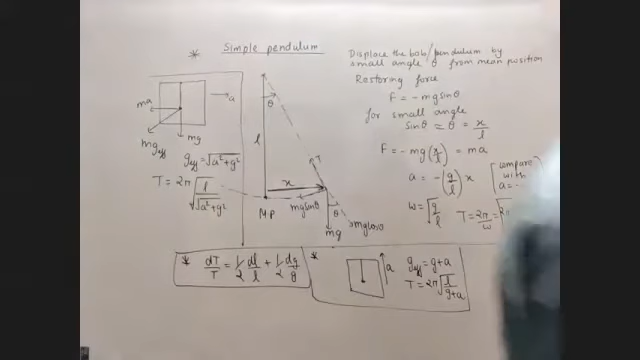 * Simple pendulum
Displace the bob/pendulum by
small angle θ from mean position
Restoring force
F = -mg sinθ
for small angle
sinθ ≃ θ = x/l
F = -mg(x/l) = ma
a = -(g/l)x
[compare
with
a = -
ω = √(g/l)
T = 2π/ω = 2π
a
ma
mg
mg_eff
g_eff = √(a²+g²)
T = 2π √(l/√(a²+g²))
θ
l
x
T
MP
mg sinθ
θ
mg cosθ
mg
* dT/T = 1/2 dl/l + 1/2 dg/g
*
a
g_eff = g+a
T = 2π √(l/(g+a))